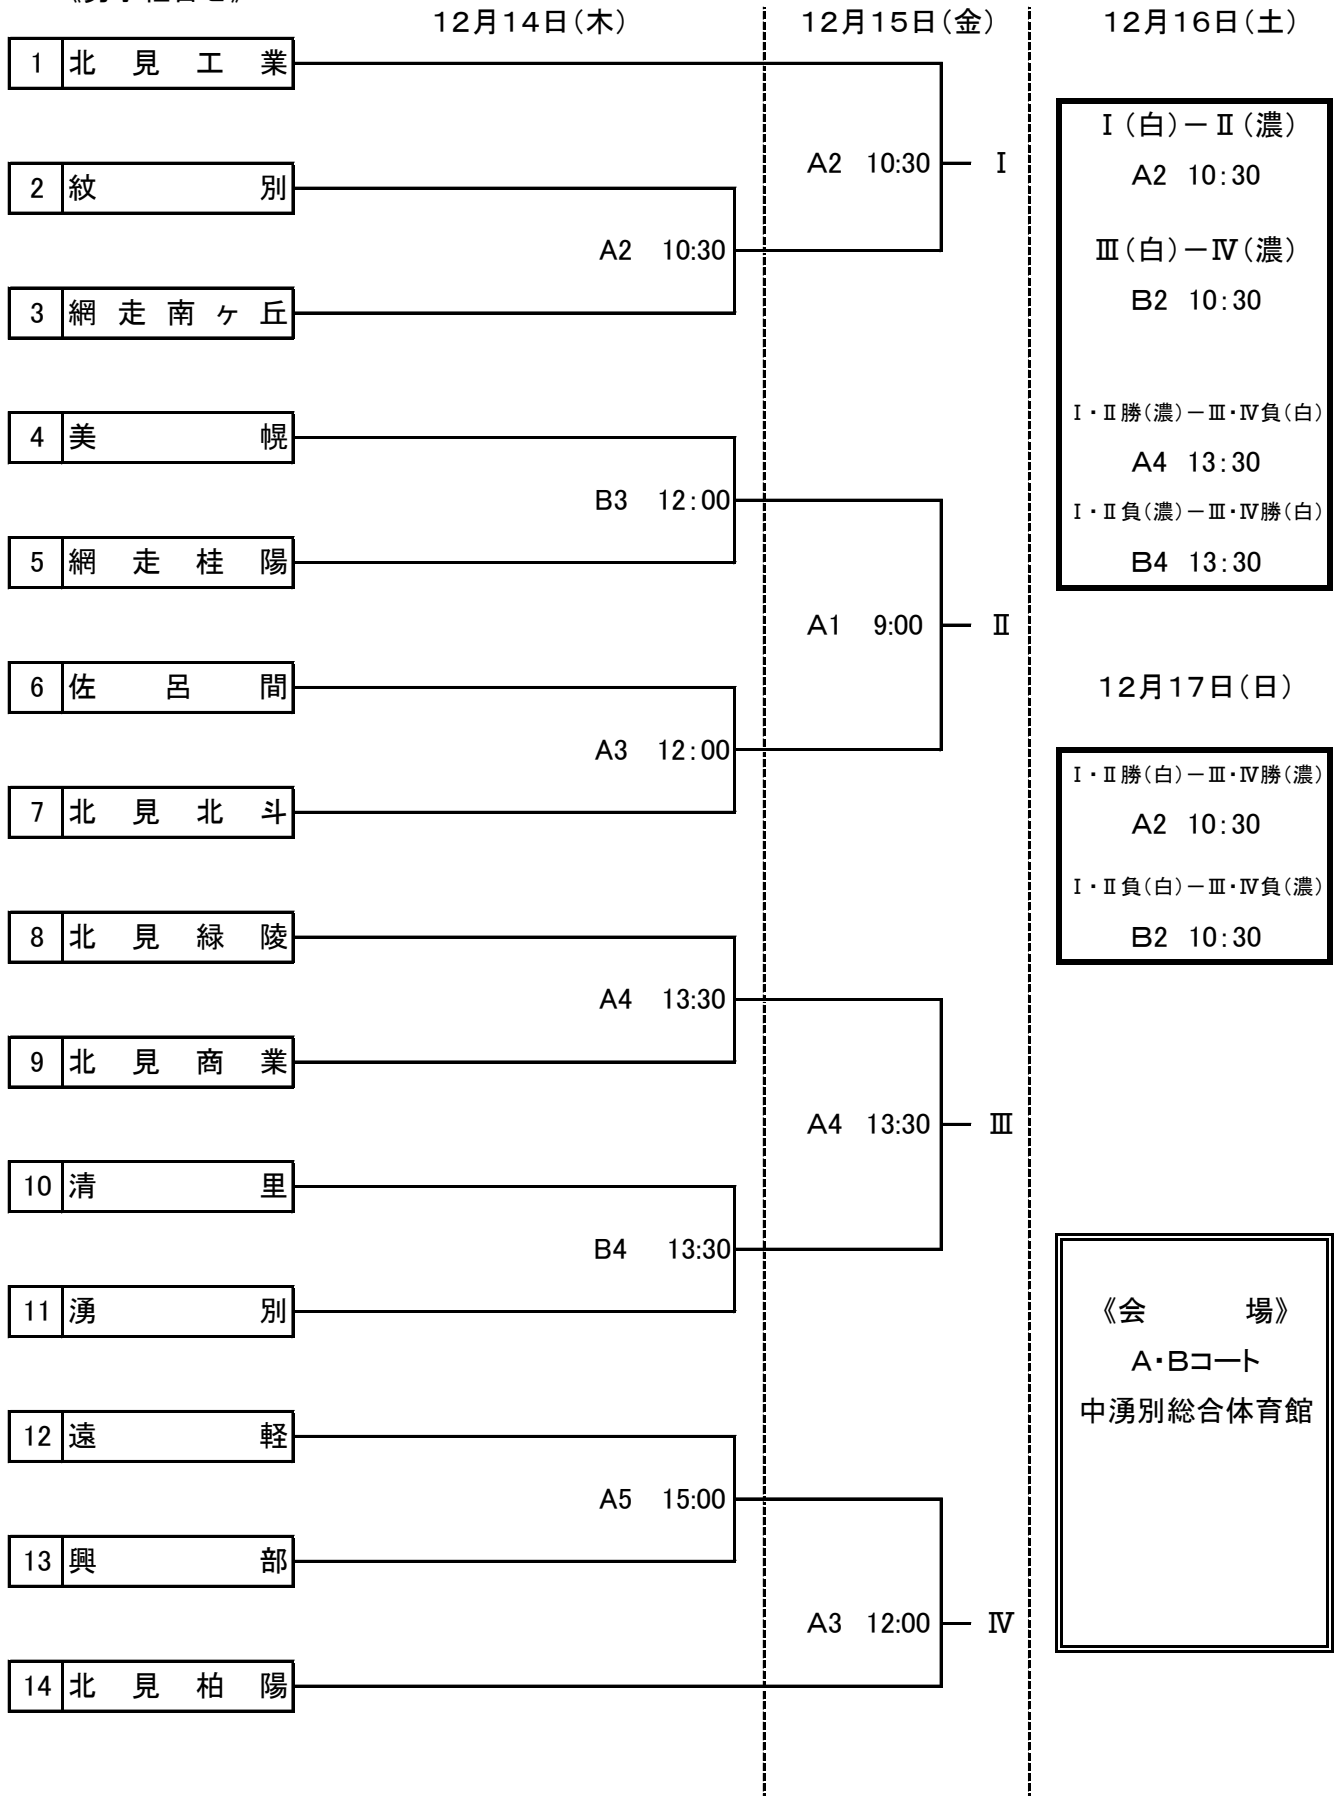 12月14日(木)
12月15日(金)
12月16日(土)
1 北見工業
2 紋別
3 網走南ヶ丘
4 美幌
5 網走桂陽
6 佐呂間
7 北見北斗
8 北見緑陵
9 北見商業
10 清里
11 湧別
12 遠軽
13 興部
14 北見柏陽
A2 10:30
B3 12:00
A3 12:00
A4 13:30
B4 13:30
A5 15:00
A2 10:30 Ⅰ
A1 9:00 Ⅱ
A4 13:30 Ⅲ
A3 12:00 Ⅳ
Ⅰ(白)－Ⅱ(濃)
A2 10:30
Ⅲ(白)－Ⅳ(濃)
B2 10:30
Ⅰ・Ⅱ勝(濃)－Ⅲ・Ⅳ負(白)
A4 13:30
Ⅰ・Ⅱ負(濃)－Ⅲ・Ⅳ勝(白)
B4 13:30
12月17日(日)
Ⅰ・Ⅱ勝(白)－Ⅲ・Ⅳ勝(濃)
A2 10:30
Ⅰ・Ⅱ負(白)－Ⅲ・Ⅳ負(濃)
B2 10:30
《会場》
A・Bコート
中湧別総合体育館